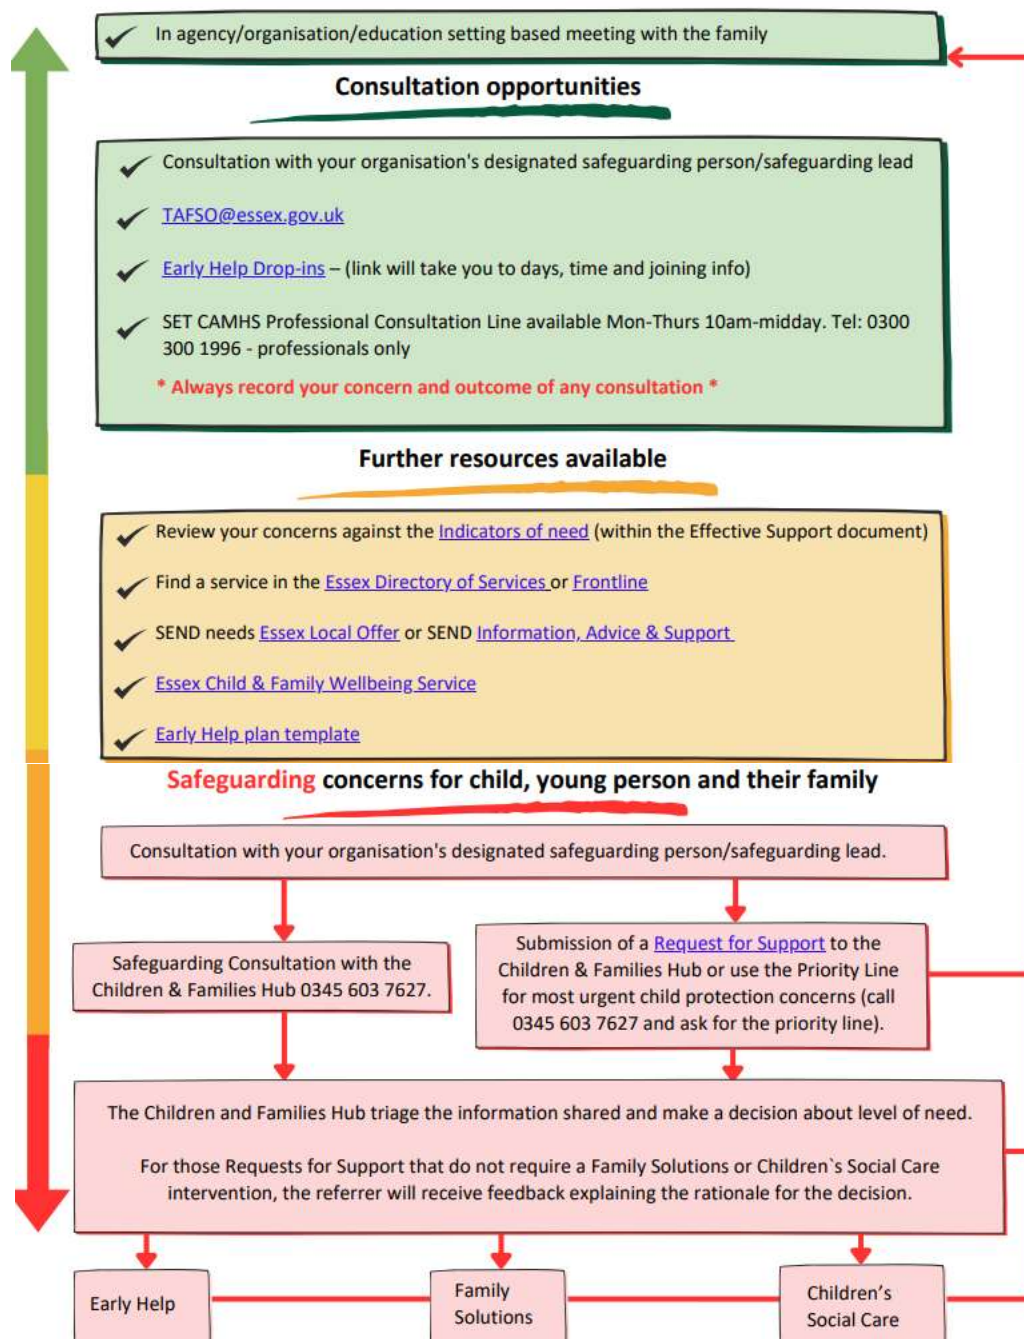 In agency/organisation/education setting based meeting with the family
Consultation opportunities
Consultation with your organisation's designated safeguarding person/safeguarding lead
TAFSO@essex.gov.uk
Early Help Drop-ins – (link will take you to days, time and joining info)
SET CAMHS Professional Consultation Line available Mon-Thurs 10am-midday. Tel: 0300
300 1996 - professionals only
* Always record your concern and outcome of any consultation *
Further resources available
Review your concerns against the Indicators of need (within the Effective Support document)
Find a service in the Essex Directory of Services or Frontline
SEND needs Essex Local Offer or SEND Information, Advice & Support
Essex Child & Family Wellbeing Service
Early Help plan template
Safeguarding concerns for child, young person and their family
Consultation with your organisation's designated safeguarding person/safeguarding lead.
Safeguarding Consultation with the
Children & Families Hub 0345 603 7627.
Submission of a Request for Support to the
Children & Families Hub or use the Priority Line
for most urgent child protection concerns (call
0345 603 7627 and ask for the priority line).
The Children and Families Hub triage the information shared and make a decision about level of need.
For those Requests for Support that do not require a Family Solutions or Children`s Social Care
intervention, the referrer will receive feedback explaining the rationale for the decision.
Early Help
Family
Solutions
Children’s
Social Care